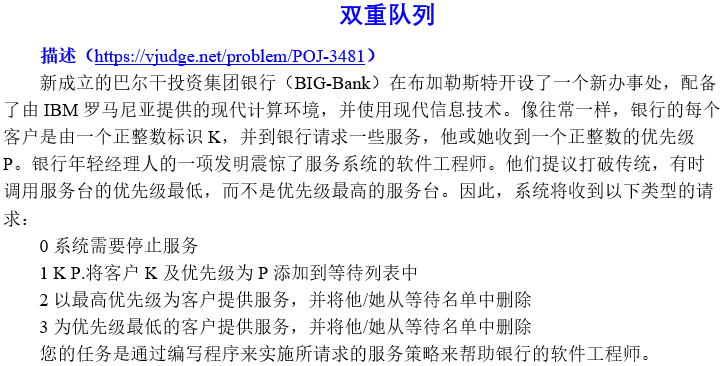 双重队列
描述（https://vjudge.net/problem/POJ-3481）
新成立的巴尔干投资集团银行（BIG-Bank）在布加勒斯特开设了一个新办事处，配备
了由 IBM 罗马尼亚提供的现代计算环境，并使用现代信息技术。像往常一样，银行的每个
客户是由一个正整数标识 K，并到银行请求一些服务，他或她收到一个正整数的优先级
P。银行年轻经理人的一项发明震惊了服务系统的软件工程师。他们提议打破传统，有时
调用服务台的优先级最低，而不是优先级最高的服务台。因此，系统将收到以下类型的请
求：
0 系统需要停止服务
1 K P.将客户 K 及优先级为 P 添加到等待列表中
2 以最高优先级为客户提供服务，并将他/她从等待名单中删除
3 为优先级最低的客户提供服务，并将他/她从等待名单中删除
您的任务是通过编写程序来实施所请求的服务策略来帮助银行的软件工程师。